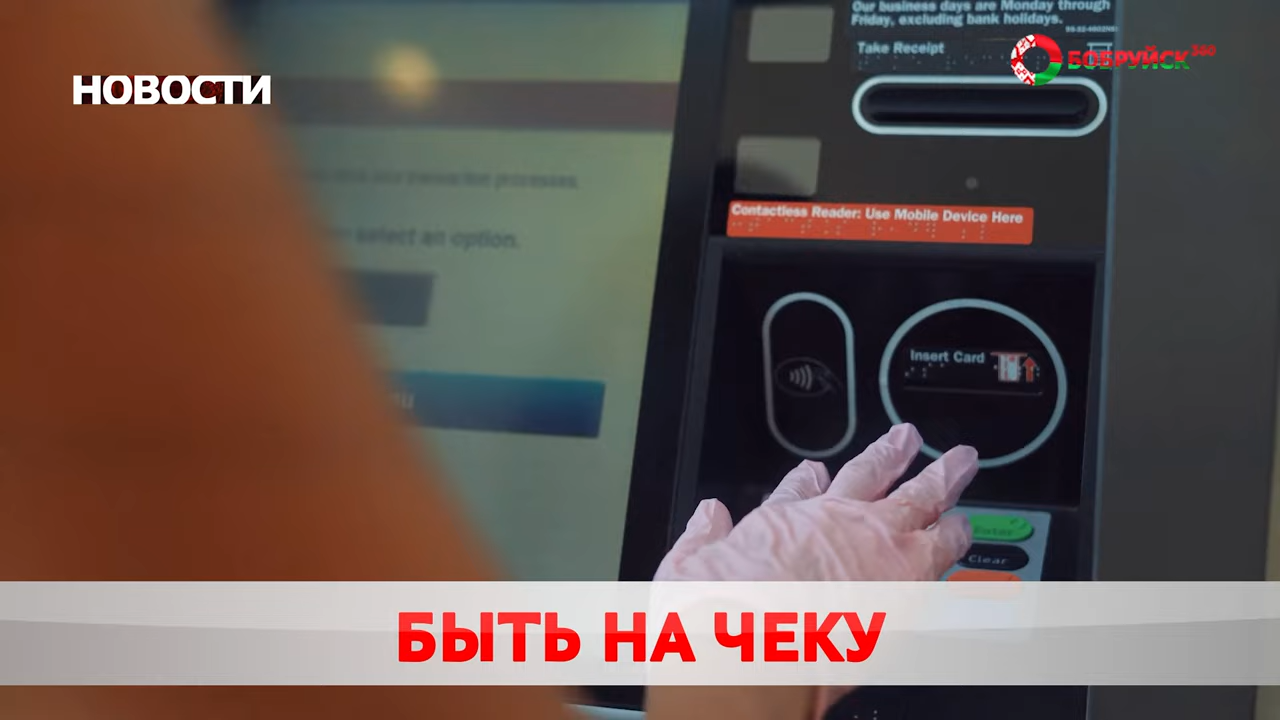 Our business days are Monday through
Friday, excluding bank holidays.
НОВОСТИ
Take Receipt
БОБРУЙСК 360
Contactless Reader: Use Mobile Device Here
select an option.
Insert Card
Enter
Clear
БЫТЬ НА ЧЕКУ